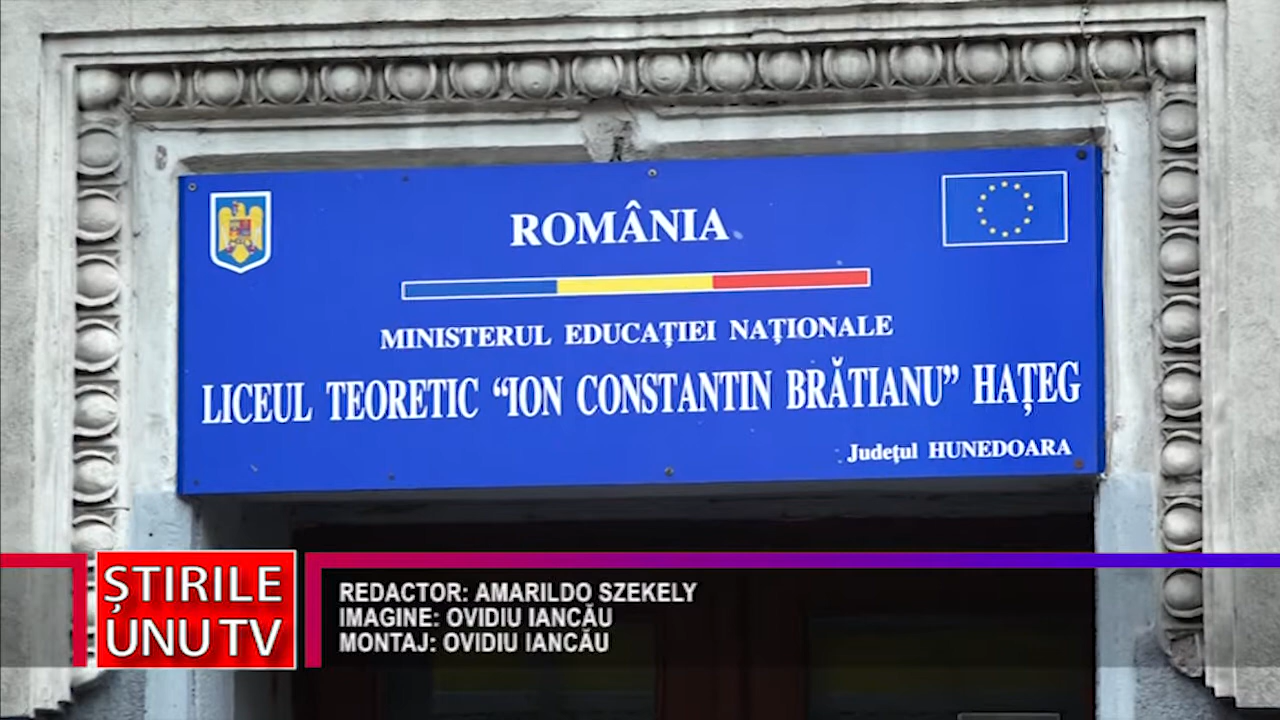 ROMÂNIA
MINISTERUL EDUCAȚIEI NAȚIONALE
LICEUL TEORETIC “ION CONSTANTIN BRĂTIANU” HAȚEG
Județul HUNEDOARA
ȘTIRILE
UNU TV
REDACTOR: AMARILDO SZEKELY
IMAGINE: OVIDIU IANCĂU
MONTAJ: OVIDIU IANCĂU